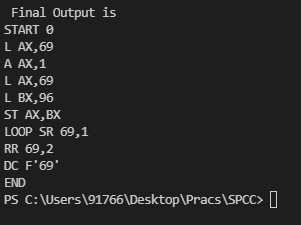 Final Output is
START 0
L AX,69
A AX,1
L AX,69
L BX,96
ST AX,BX
LOOP SR 69,1
RR 69,2
DC F'69'
END
PS C:\Users\91766\Desktop\Pracs\SPCC>